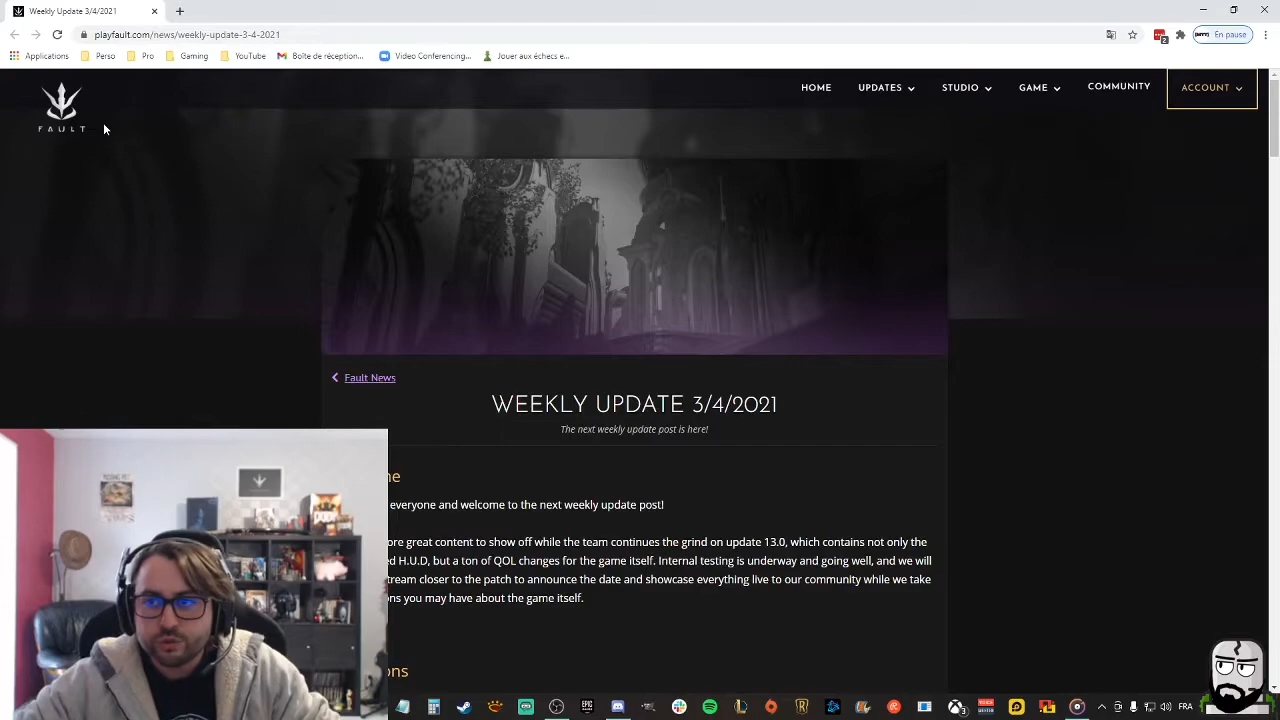 Weekly Update 3/4/2021
playfault.com/news/weekly-update-3-4-2021
En pause
Applications
Perso
Pro
Gaming
YouTube
Boîte de réception...
Video Conferencing...
Jouer aux échecs e...
FAULT
HOME
UPDATES
STUDIO
GAME
COMMUNITY
ACCOUNT
Fault News
WEEKLY UPDATE 3/4/2021
The next weekly update post is here!
everyone and welcome to the next weekly update post!
great content to show off while the team continues the grind on update 13.0, which contains not only the
H.U.D, but a ton of QOL changes for the game itself. Internal testing is underway and going well, and we will
closer to the patch to announce the date and showcase everything live to our community while we take
you may have about the game itself.
FRA